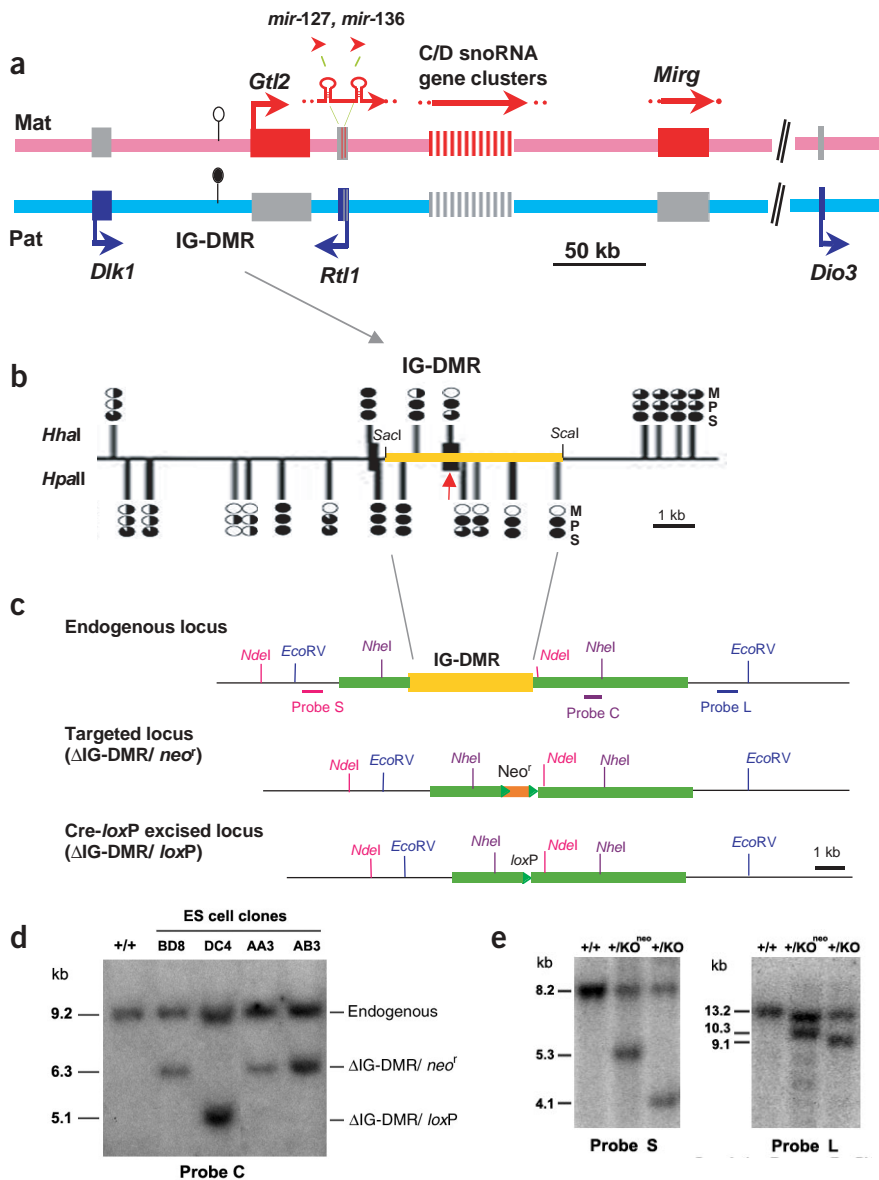 a
mir-127, mir-136
Gtl2
C/D snoRNA
gene clusters
Mirg
Mat
Pat
IG-DMR
Dlk1
Rtl1
50 kb
Dio3
b
IG-DMR
M
P
S
HhaI
SacI
ScaI
HpaII
M
P
S
1 kb
c
Endogenous locus
NdeI
EcoRV
NheI
IG-DMR
NdeI
NheI
EcoRV
Probe S
Probe C
Probe L
Targeted locus
(ΔIG-DMR/ neoʳ)
NdeI
EcoRV
NheI
Neoʳ
NdeI
NheI
EcoRV
Cre-loxP excised locus
(ΔIG-DMR/ loxP)
NdeI
EcoRV
NheI
loxP
NdeI
NheI
EcoRV
1 kb
d
ES cell clones
+/+ BD8 DC4 AA3 AB3
kb
9.2
Endogenous
6.3
ΔIG-DMR/ neoʳ
5.1
ΔIG-DMR/ loxP
Probe C
e
+/+ +/KOⁿᵉᵒ +/KO
kb
8.2
5.3
4.1
Probe S
+/+ +/KOⁿᵉᵒ +/KO
kb
13.2
10.3
9.1
Probe L